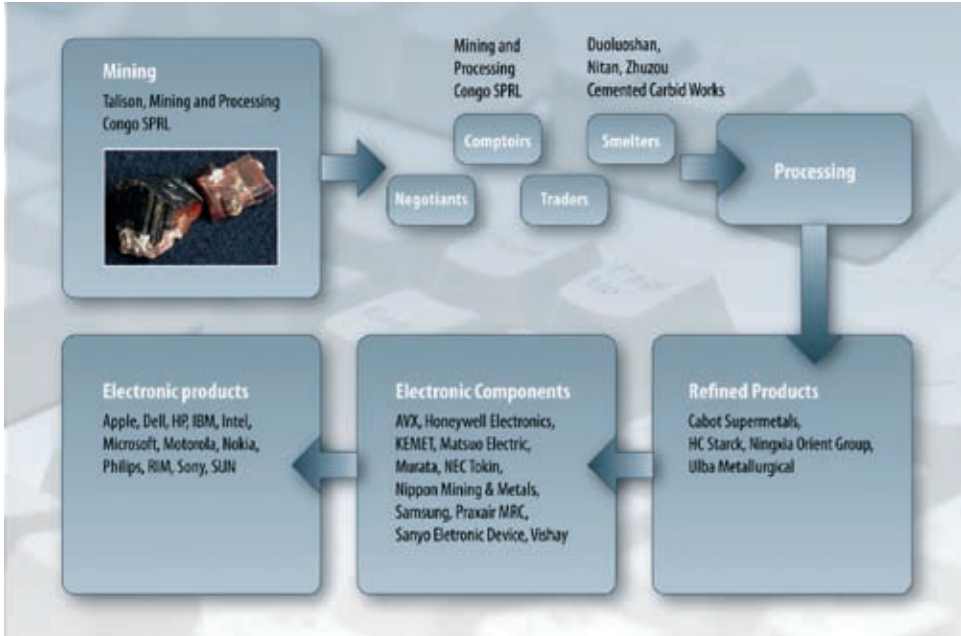 Mining
Talison, Mining and Processing
Congo SPRL
Mining and
Processing
Congo SPRL
Duoluoshan,
Nitan, Zhuzou
Cemented Carbid Works
Comptoirs
Smelters
Negotiants
Traders
Processing
Electronic products
Apple, Dell, HP, IBM, Intel,
Microsoft, Motorola, Nokia,
Philips, RIM, Sony, SUN
Electronic Components
AVX, Honeywell Electronics,
KEMET, Matsuo Electric,
Murata, NEC Tokin,
Nippon Mining & Metals,
Samsung, Praxair MRC,
Sanyo Eletronic Device, Vishay
Refined Products
Cabot Supermetals,
HC Starck, Ningxia Orient Group,
Ulba Metallurgical